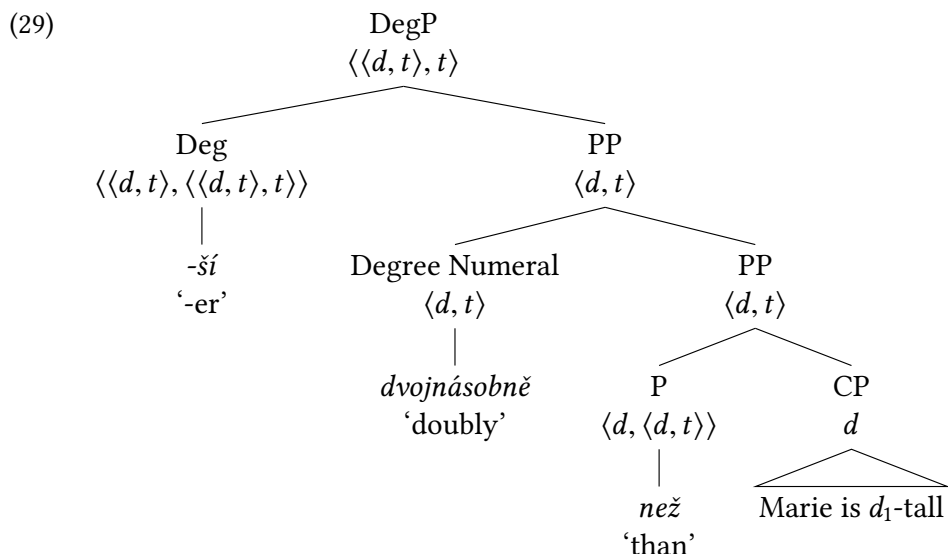 (29) DegP
⟨⟨d, t⟩, t⟩
Deg PP
⟨⟨d, t⟩, ⟨⟨d, t⟩, t⟩⟩ ⟨d, t⟩
-ší Degree Numeral PP
‘-er’ ⟨d, t⟩ ⟨d, t⟩
dvojnásobně P CP
‘doubly’ ⟨d, ⟨d, t⟩⟩ d
než Marie is d₁-tall
‘than’